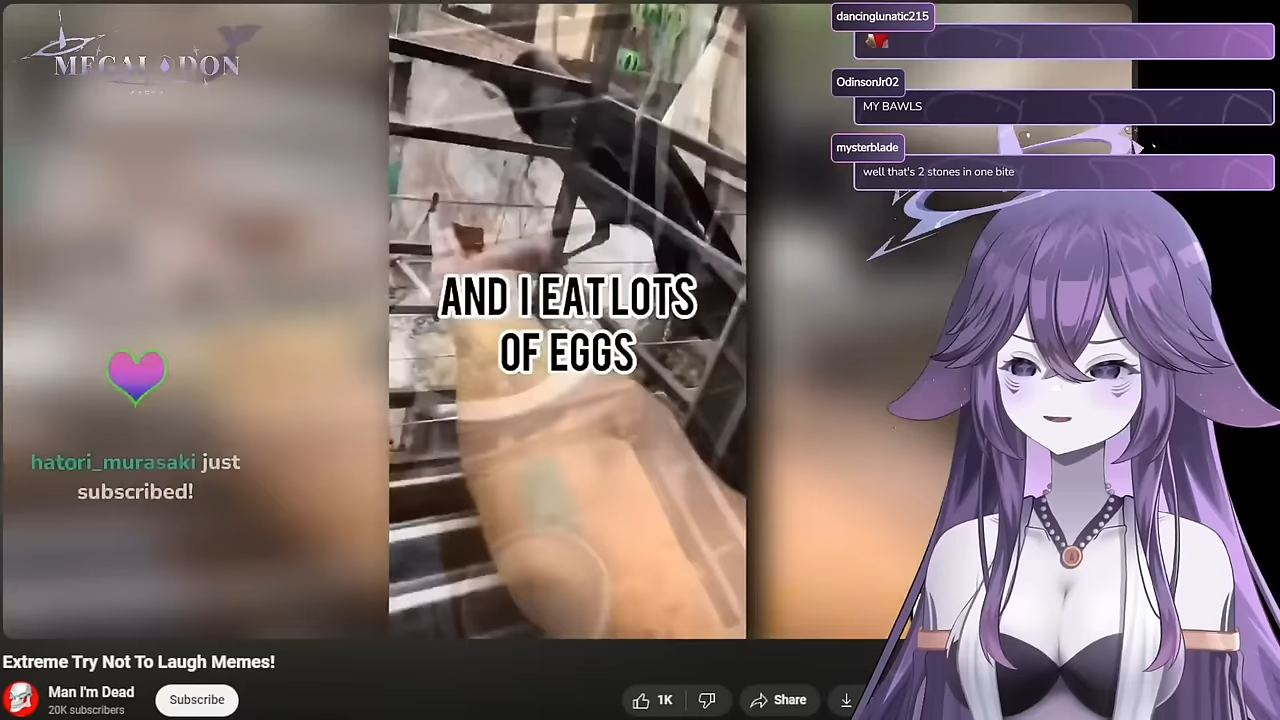 MEGALODON
dancinglunatic215
OdinsonJr02
MY BAWLS
mysterblade
well that's 2 stones in one bite
AND I EAT LOTS
OF EGGS
hatori_murasaki just
subscribed!
Extreme Try Not To Laugh Memes!
Man I'm Dead
20K subscribers
Subscribe
1K
Share